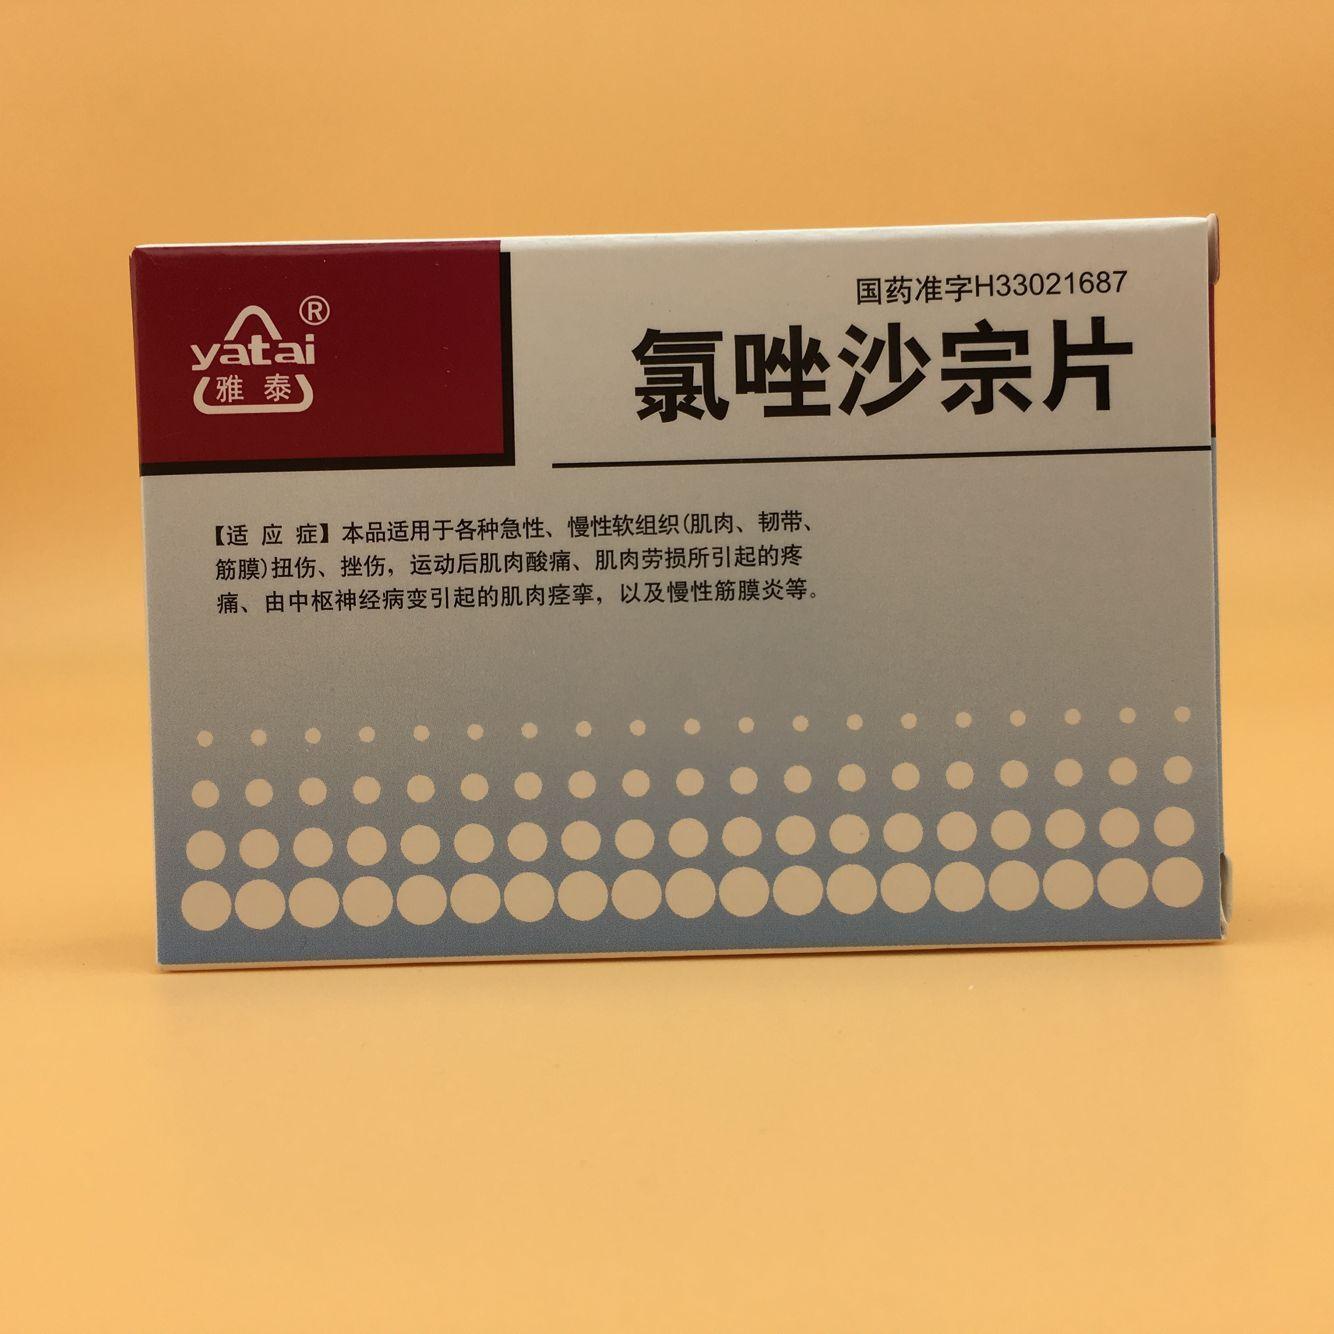 ®
yatai
雅泰
国药准字H33021687
氯唑沙宗片
【适 应 症】本品适用于各种急性、慢性软组织(肌肉、韧带、
筋膜)扭伤、挫伤，运动后肌肉酸痛、肌肉劳损所引起的疼
痛、由中枢神经病变引起的肌肉痉挛，以及慢性筋膜炎等。